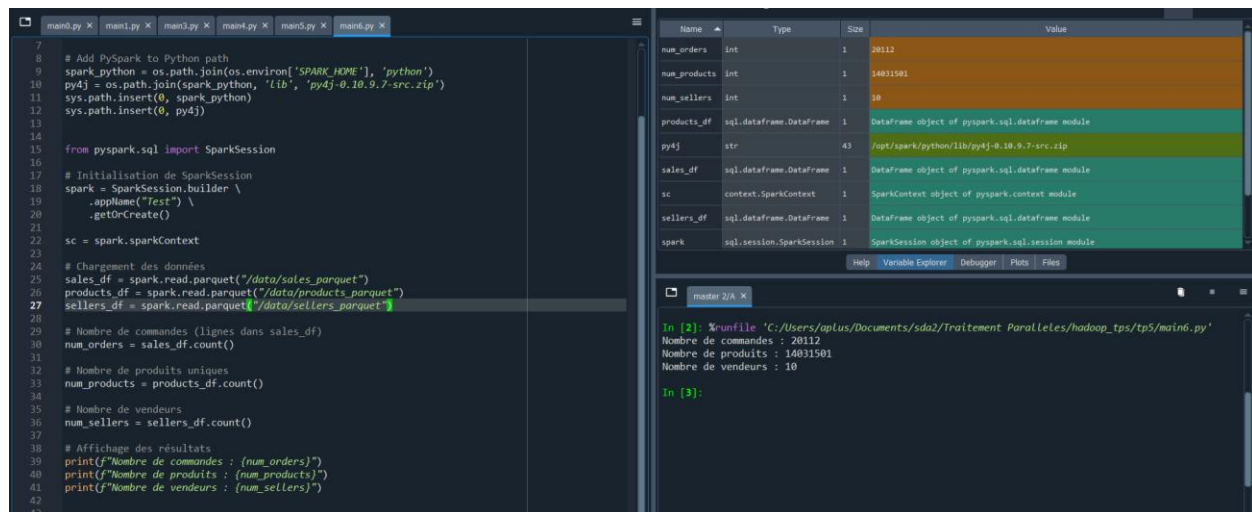 main0.py × main1.py × main3.py × main4.py × main5.py × main6.py ×
7
8 # Add PySpark to Python path
9 spark_python = os.path.join(os.environ['SPARK_HOME'], 'python')
10 py4j = os.path.join(spark_python, 'lib', 'py4j-0.10.9.7-src.zip')
11 sys.path.insert(0, spark_python)
12 sys.path.insert(0, py4j)
13
14
15 from pyspark.sql import SparkSession
16
17 # Initialisation de SparkSession
18 spark = SparkSession.builder \
19 .appName("Test") \
20 .getOrCreate()
21
22 sc = spark.sparkContext
23
24 # Chargement des données
25 sales_df = spark.read.parquet("/data/sales_parquet")
26 products_df = spark.read.parquet("/data/products_parquet")
27 sellers_df = spark.read.parquet("/data/sellers_parquet")
28
29 # Nombre de commandes (lignes dans sales_df)
30 num_orders = sales_df.count()
31
32 # Nombre de produits uniques
33 num_products = products_df.count()
34
35 # Nombre de vendeurs
36 num_sellers = sellers_df.count()
37
38 # Affichage des résultats
39 print(f"Nombre de commandes : {num_orders}")
40 print(f"Nombre de produits : {num_products}")
41 print(f"Nombre de vendeurs : {num_sellers}")
42
Name Type Size Value
num_orders int 1 20112
num_products int 1 14031501
num_sellers int 1 10
products_df sql.dataframe.DataFrame 1 DataFrame object of pyspark.sql.dataframe module
py4j str 43 /opt/spark/python/lib/py4j-0.10.9.7-src.zip
sales_df sql.dataframe.DataFrame 1 DataFrame object of pyspark.sql.dataframe module
sc context.SparkContext 1 SparkContext object of pyspark.context module
sellers_df sql.dataframe.DataFrame 1 DataFrame object of pyspark.sql.dataframe module
spark sql.session.SparkSession 1 SparkSession object of pyspark.sql.session module
Help Variable Explorer Debugger Plots Files
master 2/A ×
In [2]: %runfile 'C:/Users/aplus/Documents/sda2/Traitement Paralleles/hadoop_tps/tp5/main6.py'
Nombre de commandes : 20112
Nombre de produits : 14031501
Nombre de vendeurs : 10
In [3]: